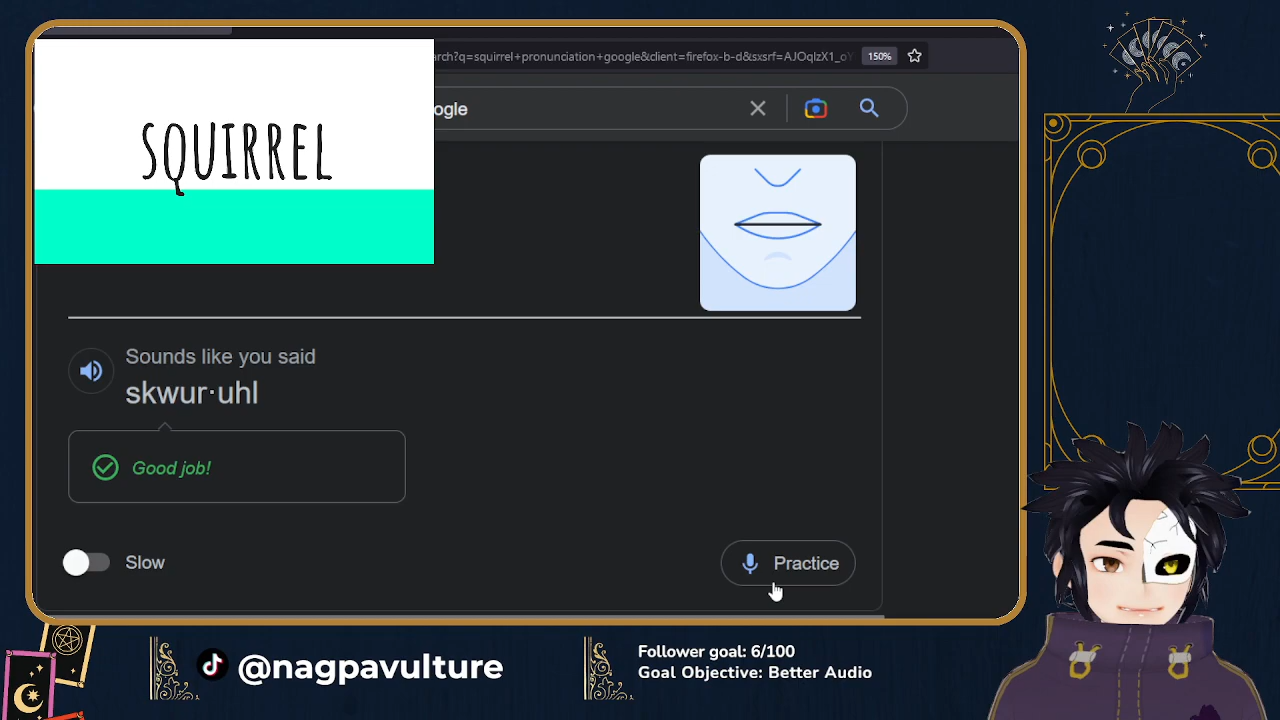 arch?q=squirrel+pronunciation+google&client=firefox-b-d&sxsrf=AJOqlzX1_o
150%
SQUIRREL
ogle
Sounds like you said
skwur·uhl
Good job!
Slow
Practice
@nagpavulture
Follower goal: 6/100
Goal Objective: Better Audio